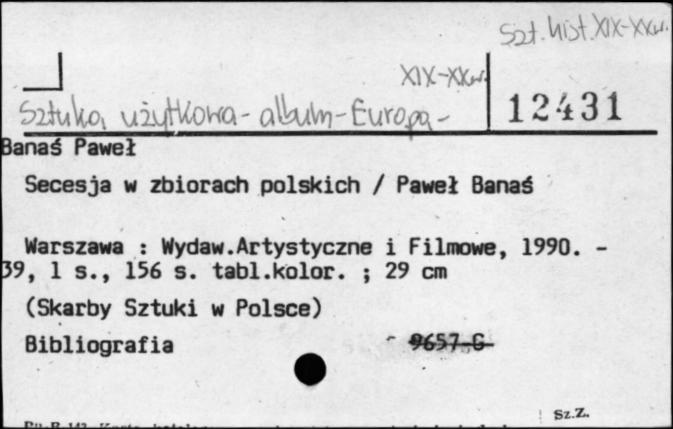 Szt. hist. XIX-XXw.
XIX-XXw.
Sztuka użytkowa - album - Europa -
12431
Banaś Paweł
Secesja w zbiorach polskich / Paweł Banaś
Warszawa : Wydaw.Artystyczne i Filmowe, 1990. -
39, 1 s., 156 s. tabl.kolor. ; 29 cm
(Skarby Sztuki w Polsce)
Bibliografia
9657 G
Sz.Z.